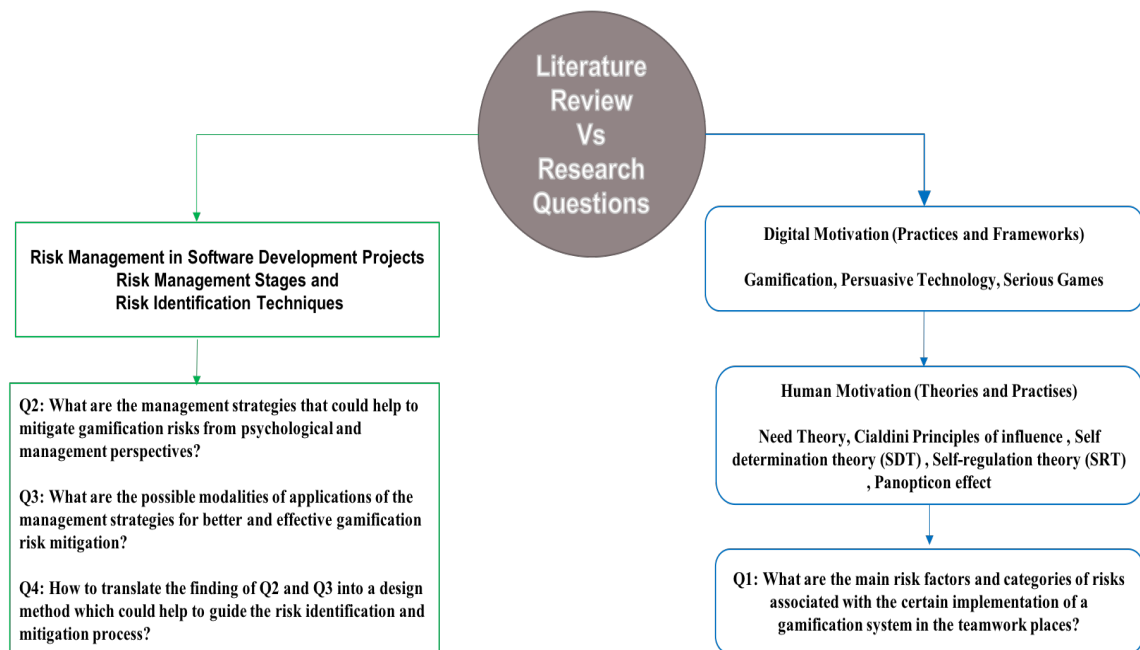 Literature
Review
Vs
Research
Questions
Risk Management in Software Development Projects
Risk Management Stages and
Risk Identification Techniques
Q2: What are the management strategies that could help to
mitigate gamification risks from psychological and
management perspectives?
Q3: What are the possible modalities of applications of the
management strategies for better and effective gamification
risk mitigation?
Q4: How to translate the finding of Q2 and Q3 into a design
method which could help to guide the risk identification and
mitigation process?
Digital Motivation (Practices and Frameworks)
Gamification, Persuasive Technology, Serious Games
Human Motivation (Theories and Practises)
Need Theory, Cialdini Principles of influence , Self
determination theory (SDT) , Self-regulation theory (SRT)
, Panopticon effect
Q1: What are the main risk factors and categories of risks
associated with the certain implementation of a
gamification system in the teamwork places?